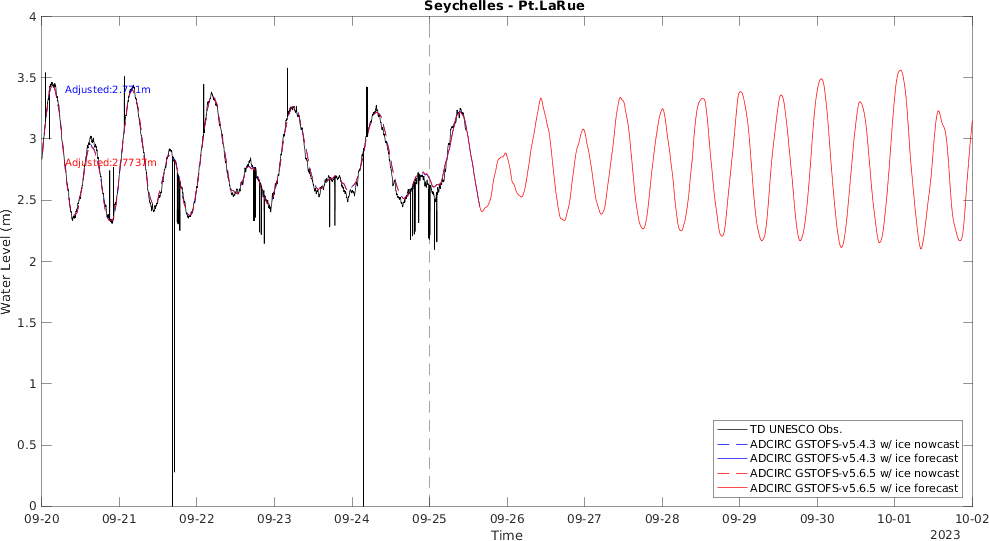 Seychelles - Pt.LaRue
4
3.5
3
2.5
2
1.5
1
0.5
0
Water Level (m)
Adjusted:2.771m
Adjusted:2.7737m
TD UNESCO Obs.
ADCIRC GSTOFS-v5.4.3 w/ ice nowcast
ADCIRC GSTOFS-v5.4.3 w/ ice forecast
ADCIRC GSTOFS-v5.6.5 w/ ice nowcast
ADCIRC GSTOFS-v5.6.5 w/ ice forecast
09-20 09-21 09-22 09-23 09-24 09-25 09-26 09-27 09-28 09-29 09-30 10-01 10-02
Time
2023